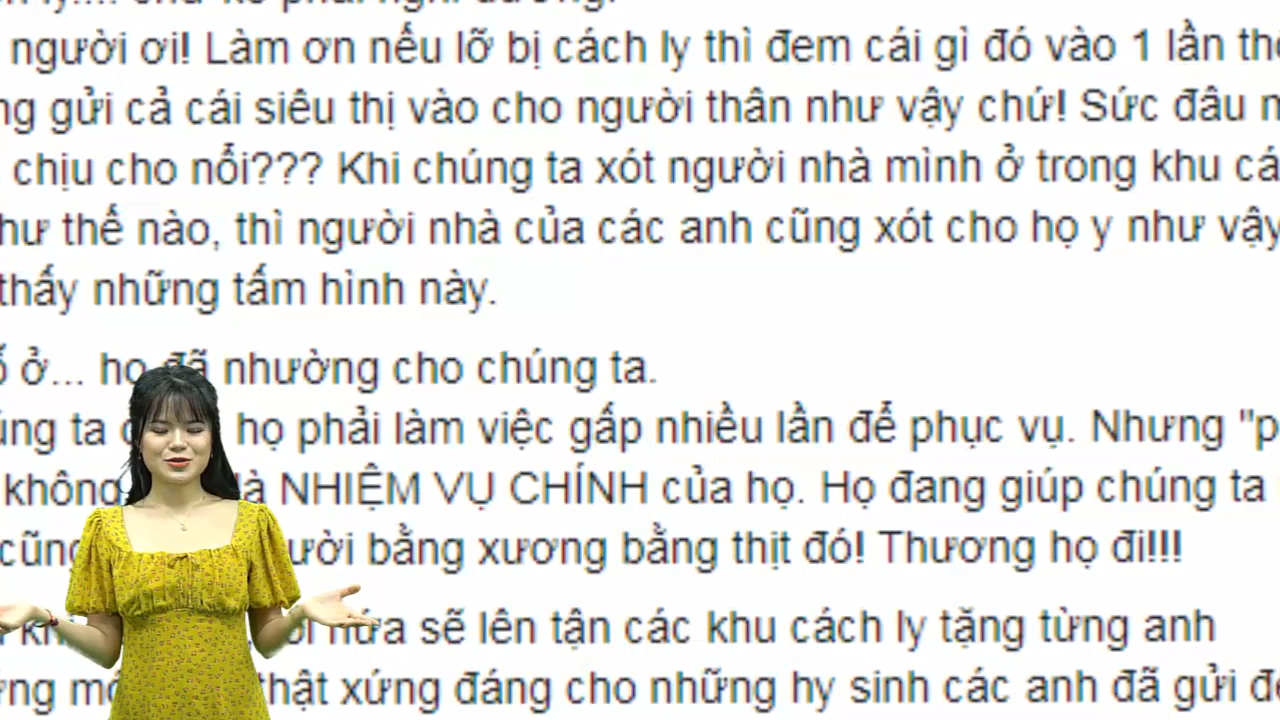 người ơi! Làm ơn nếu lỡ bị cách ly thì đem cái gì đó vào 1 lần
gửi cả cái siêu thị vào cho người thân như vậy chứ! Sức đâu
chịu cho nổi??? Khi chúng ta xót người nhà mình ở trong khu
thế nào, thì người nhà của các anh cũng xót cho họ y như vậy
thấy những tấm hình này.
ở... họ đã nhường cho chúng ta.
ta họ phải làm việc gấp nhiều lần để phục vụ. Nhưng
không NHIỆM VỤ CHÍNH của họ. Họ đang giúp chúng ta
bằng xương bằng thịt đó! Thương họ đi!!!
nữa sẽ lên tận các khu cách ly tặng từng anh
thật xứng đáng cho những hy sinh các anh đã gửi